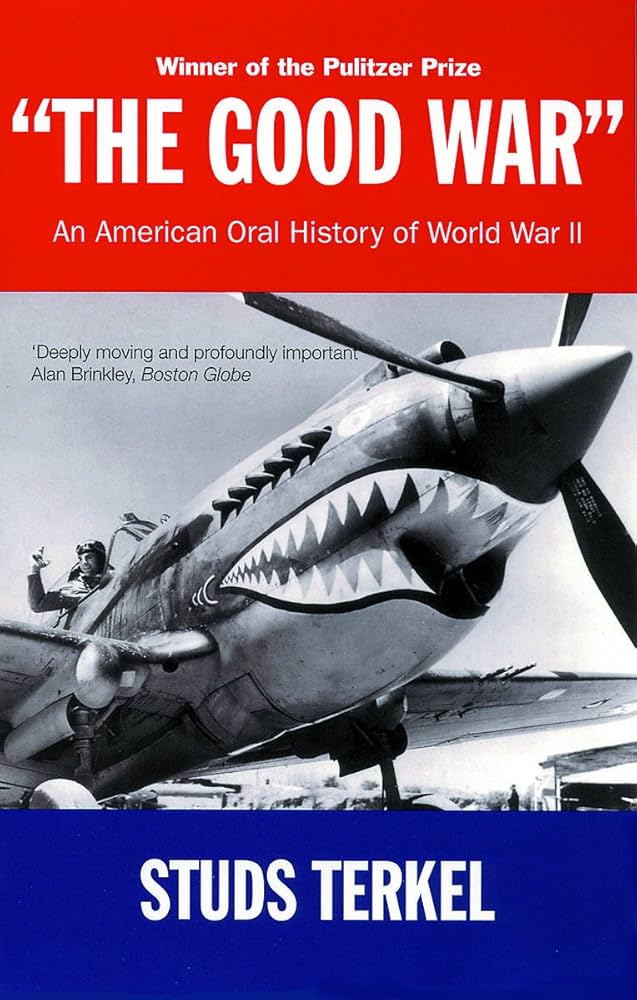 Winner of the Pulitzer Prize
“THE GOOD WAR”
An American Oral History of World War II
‘Deeply moving and profoundly important’
Alan Brinkley, Boston Globe
STUDS TERKEL